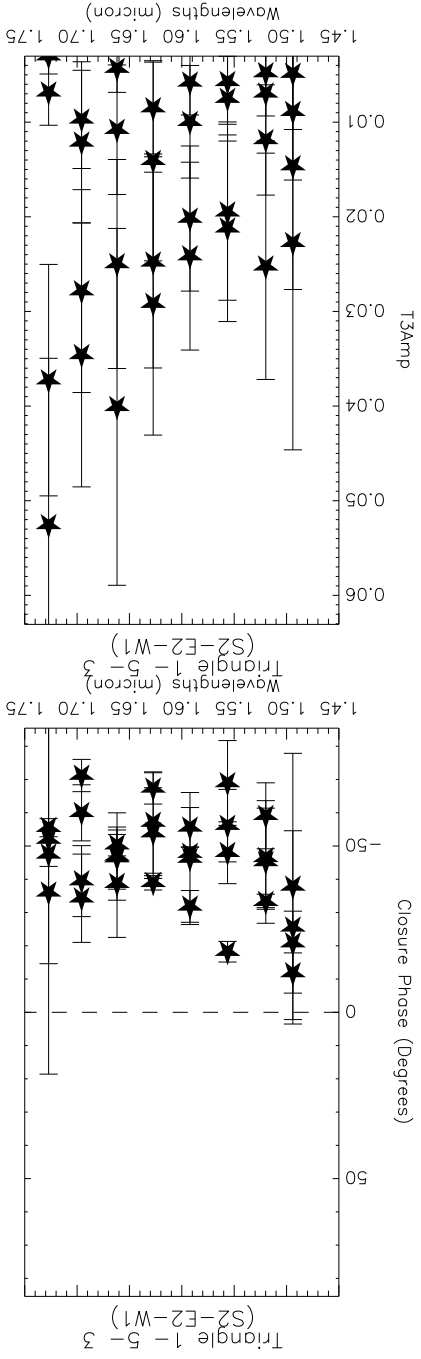 Triangle 1- 5- 3
(S2-E2-W1)
Closure Phase (Degrees)
50
0
-50
1.45 1.50 1.55 1.60 1.65 1.70 1.75
Wavelengths (micron)
Triangle 1- 5- 3
(S2-E2-W1)
T3Amp
0.06
0.05
0.04
0.03
0.02
0.01
1.45 1.50 1.55 1.60 1.65 1.70 1.75
Wavelengths (micron)